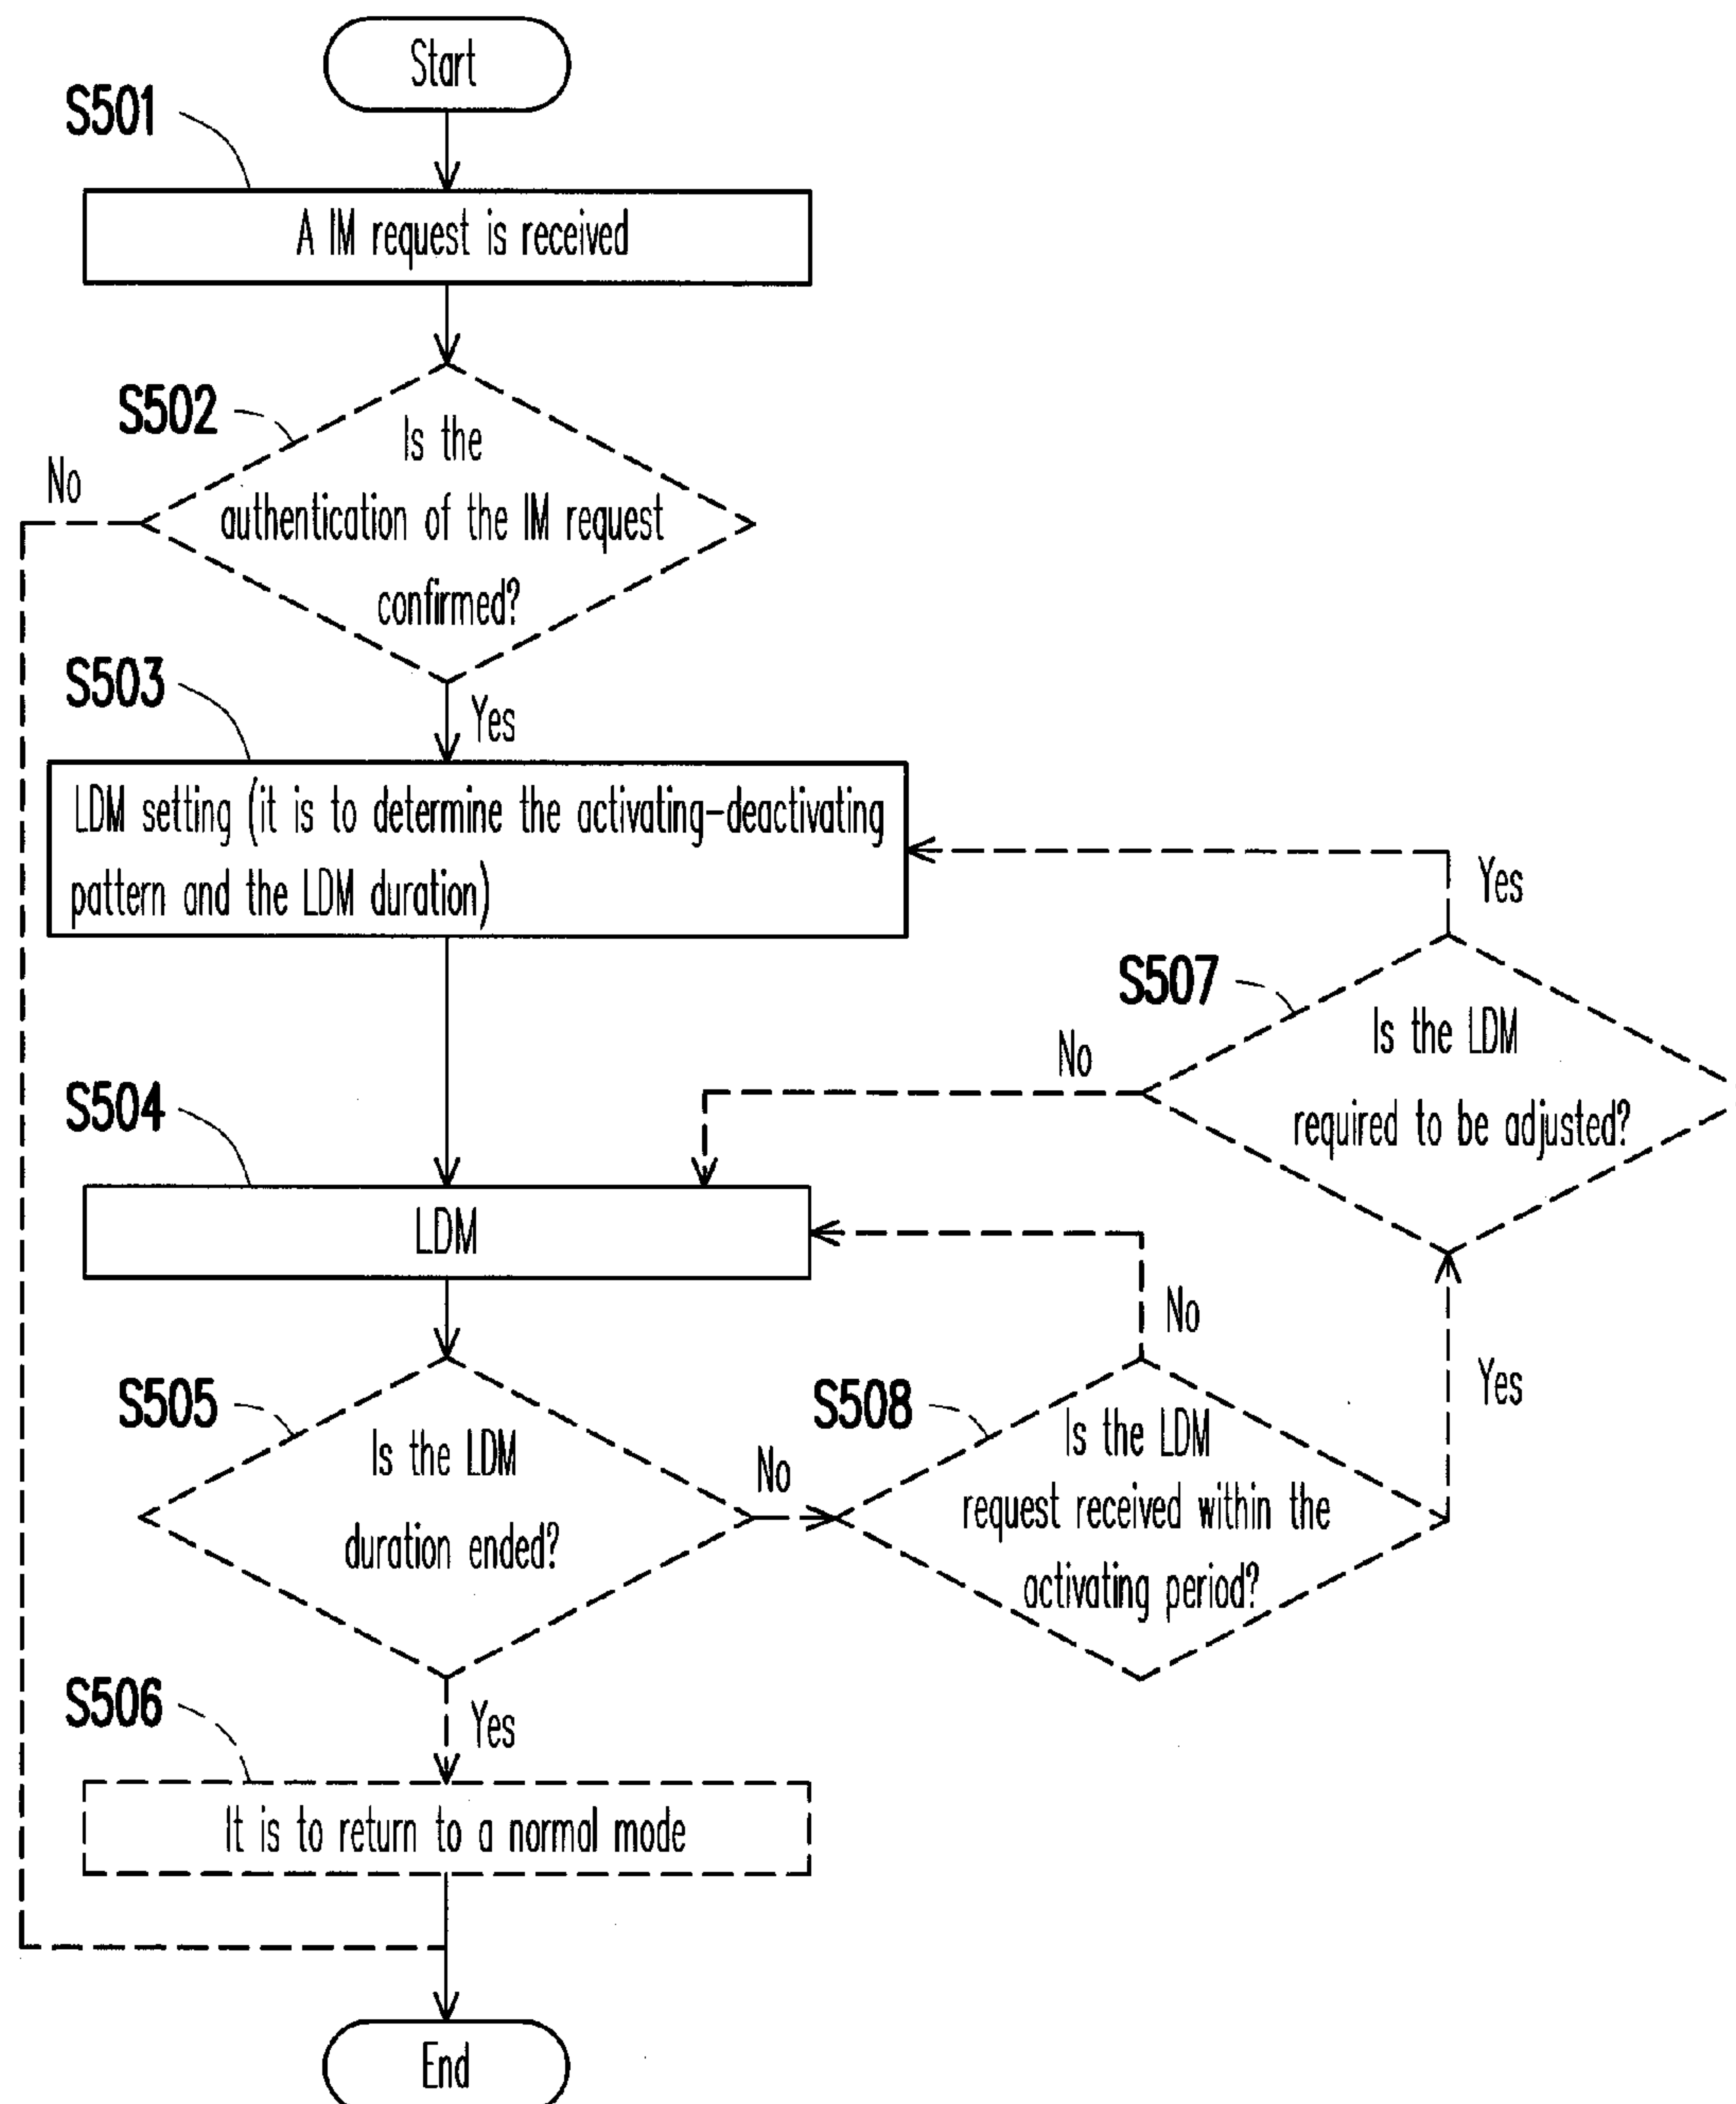 Start
S501
A IM request is received
S502
Is the
authentication of the IM request
confirmed?
No
Yes
S503
LDM setting (it is to determine the activating-deactivating
pattern and the LDM duration)
Yes
S507
Is the LDM
required to be adjusted?
No
S504
LDM
No
Yes
S505
Is the LDM
duration ended?
No
S508
Is the LDM
request received within the
activating period?
Yes
S506
It is to return to a normal mode
End